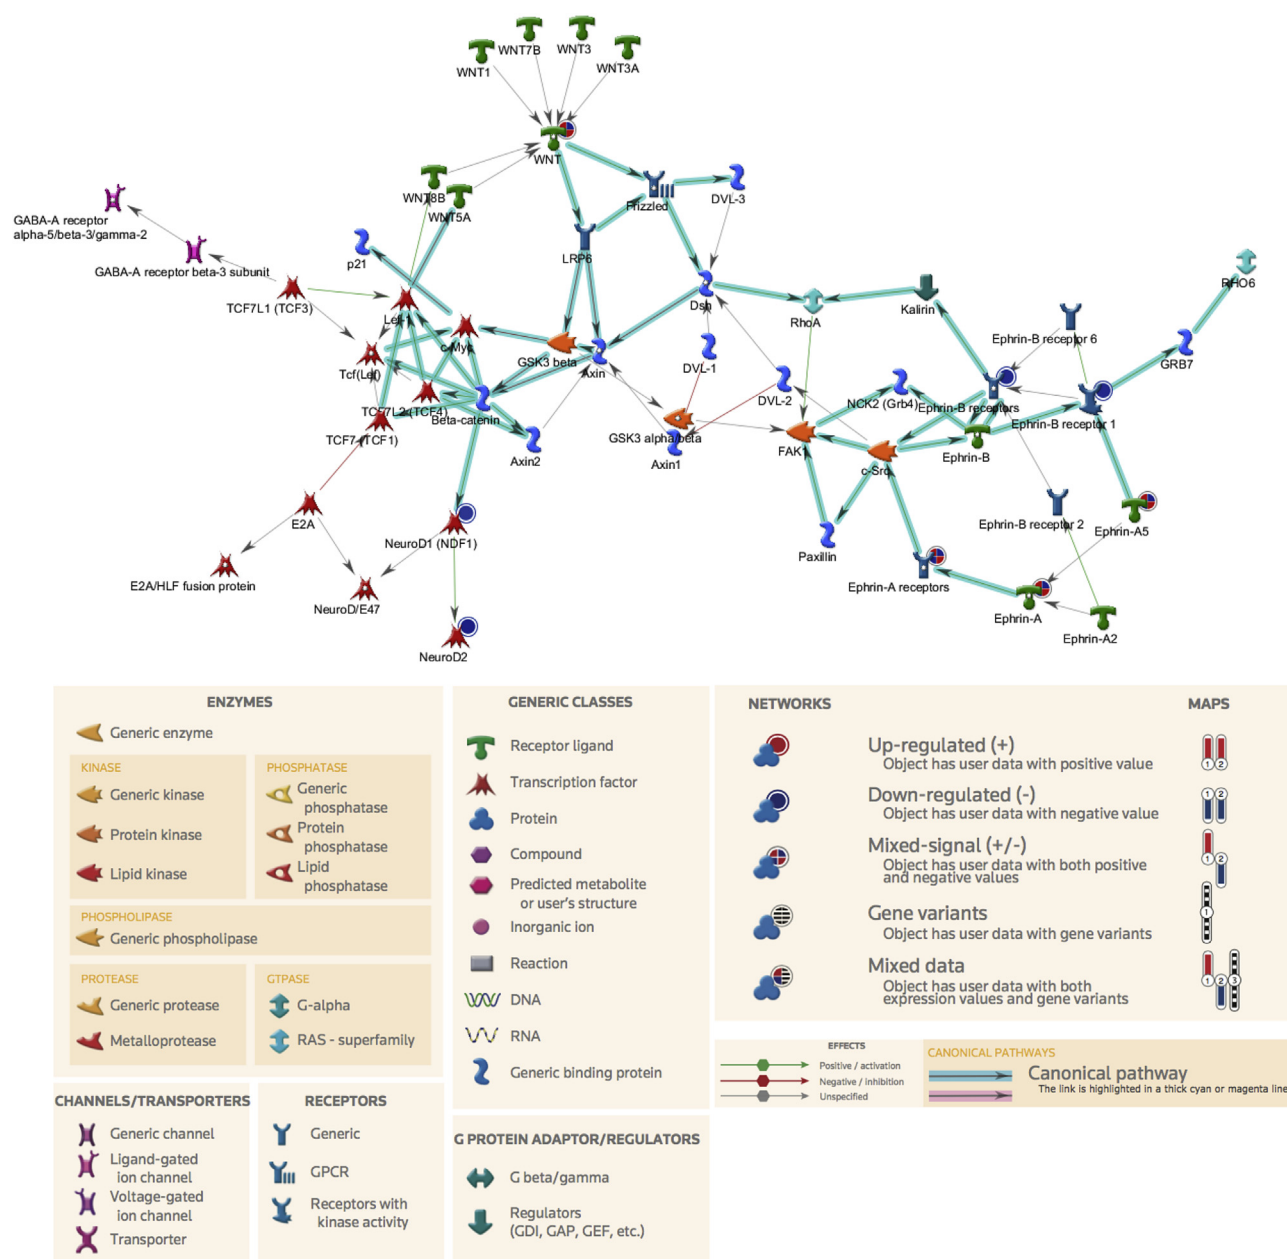 WNT7B
WNT3
WNT1
WNT3A
WNT
WNT8B
WNT5A
Frizzled
DVL-3
GABA-A receptor
alpha-5/beta-3/gamma-2
p21
LRP6
GABA-A receptor beta-3 subunit
TCF7L1 (TCF3)
Lef-1
Dsh
RhoA
Kalirin
RHO6
c-Myc
GSK3 beta
Axin
Ephrin-B receptor 6
GRB7
Tcf(Lef)
DVL-1
DVL-2
NCK2 (Grb4)
Ephrin-B receptors
TCF7L2 (TCF4)
Beta-catenin
Ephrin-B receptor 1
TCF7 (TCF1)
GSK3 alpha/beta
FAK1
Ephrin-B
Axin2
Axin1
c-Src
E2A
NeuroD1 (NDF1)
Ephrin-B receptor 2
Ephrin-A5
Paxillin
E2A/HLF fusion protein
NeuroD/E47
Ephrin-A receptors
Ephrin-A
Ephrin-A2
NeuroD2
ENZYMES
Generic enzyme
KINASE
Generic kinase
Protein kinase
Lipid kinase
PHOSPHATASE
Generic
phosphatase
Protein
phosphatase
Lipid
phosphatase
PHOSPHOLIPASE
Generic phospholipase
PROTEASE
Generic protease
Metalloprotease
GTPASE
G-alpha
RAS - superfamily
CHANNELS/TRANSPORTERS
Generic channel
Ligand-gated
ion channel
Voltage-gated
ion channel
Transporter
RECEPTORS
Generic
GPCR
Receptors with
kinase activity
GENERIC CLASSES
Receptor ligand
Transcription factor
Protein
Compound
Predicted metabolite
or user's structure
Inorganic ion
Reaction
DNA
RNA
Generic binding protein
G PROTEIN ADAPTOR/REGULATORS
G beta/gamma
Regulators
(GDI, GAP, GEF, etc.)
NETWORKS
MAPS
Up-regulated (+)
Object has user data with positive value
1 2
Down-regulated (-)
Object has user data with negative value
1 2
Mixed-signal (+/-)
Object has user data with both positive
and negative values
1 2
Gene variants
Object has user data with gene variants
1
Mixed data
Object has user data with both
expression values and gene variants
1 2 3
EFFECTS
Positive / activation
Negative / inhibition
Unspecified
CANONICAL PATHWAYS
Canonical pathway
The link is highlighted in a thick cyan or magenta line